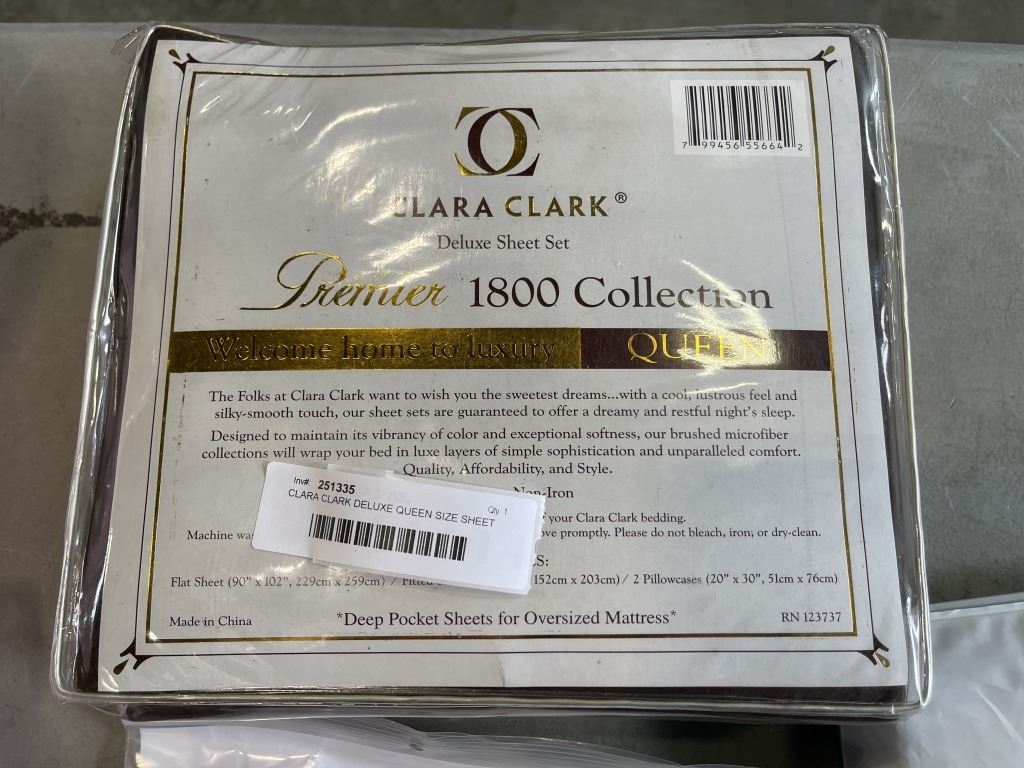 7 99456 55664 2
CLARA CLARK®
Deluxe Sheet Set
Premier 1800 Collection
Welcome home to luxury QUEEN
The Folks at Clara Clark want to wish you the sweetest dreams...with a cool, lustrous feel and
silky-smooth touch, our sheet sets are guaranteed to offer a dreamy and restful night's sleep.
Designed to maintain its vibrancy of color and exceptional softness, our brushed microfiber
collections will wrap your bed in luxe layers of simple sophistication and unparalleled comfort.
Quality, Affordability, and Style.
Non-Iron
Inv#: 251335 Qty 1
CLARA CLARK DELUXE QUEEN SIZE SHEET
your Clara Clark bedding.
Machine promptly. Please do not bleach, iron, or dry-clean.
Flat Sheet (90" x 102", 229cm x 259cm) / Fitted 152cm x 203cm) / 2 Pillowcases (20" x 30", 51cm x 76cm)
Made in China *Deep Pocket Sheets for Oversized Mattress* RN 123737